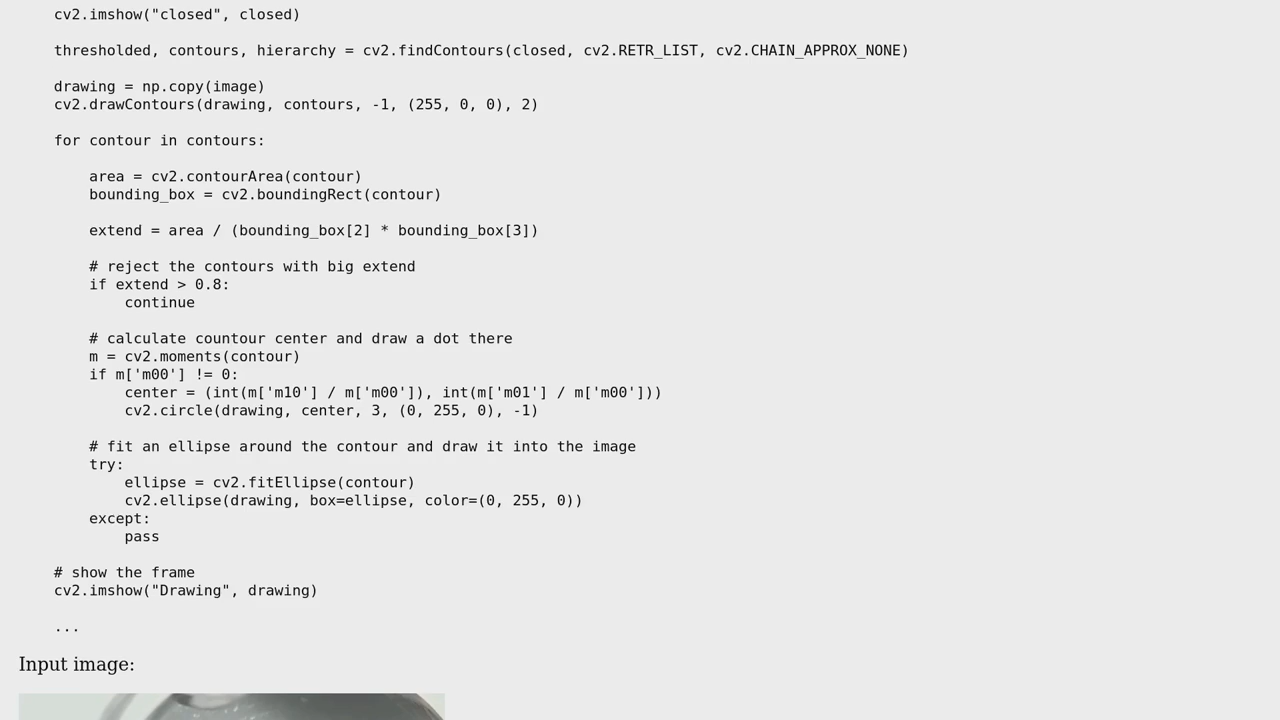 cv2.imshow("closed", closed)
thresholded, contours, hierarchy = cv2.findContours(closed, cv2.RETR_LIST, cv2.CHAIN_APPROX_NONE)
drawing = np.copy(image)
cv2.drawContours(drawing, contours, -1, (255, 0, 0), 2)
for contour in contours:
area = cv2.contourArea(contour)
bounding_box = cv2.boundingRect(contour)
extend = area / (bounding_box[2] * bounding_box[3])
# reject the contours with big extend
if extend > 0.8:
continue
# calculate countour center and draw a dot there
m = cv2.moments(contour)
if m['m00'] != 0:
center = (int(m['m10'] / m['m00']), int(m['m01'] / m['m00']))
cv2.circle(drawing, center, 3, (0, 255, 0), -1)
# fit an ellipse around the contour and draw it into the image
try:
ellipse = cv2.fitEllipse(contour)
cv2.ellipse(drawing, box=ellipse, color=(0, 255, 0))
except:
pass
# show the frame
cv2.imshow("Drawing", drawing)
...
Input image: